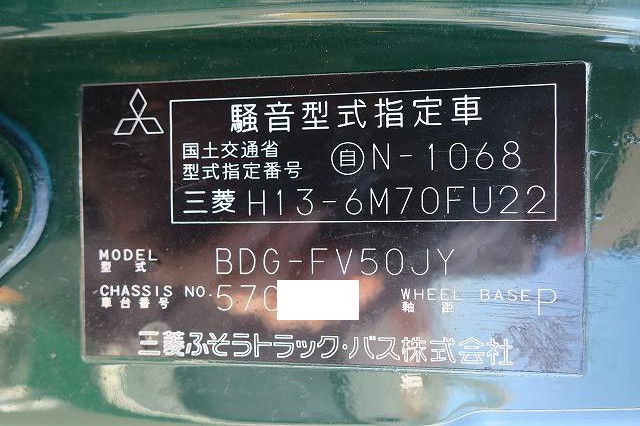 騒音型式指定車
国土交通省
型式指定番号 自N-1068
三菱 H13-6M70FU22
MODEL
型式 BDG-FV50JY
CHASSIS NO.
車台番号 570
WHEEL BASE
軸距 P
三菱ふそうトラック・バス株式会社